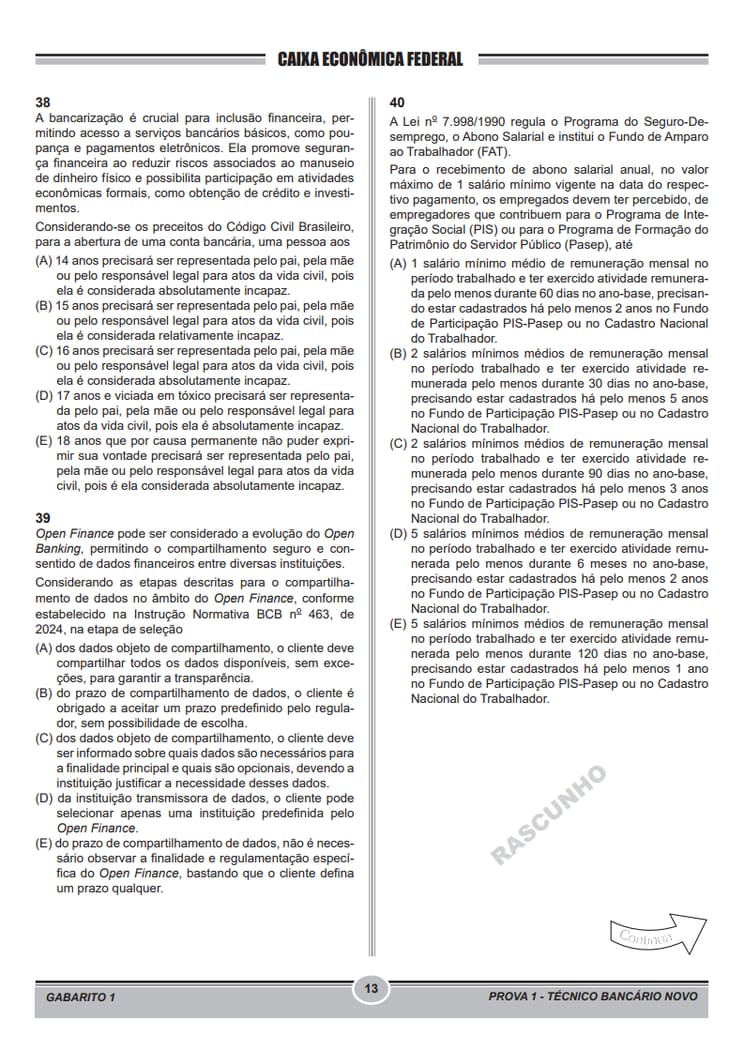 CAIXA ECONÔMICA FEDERAL
38
A bancarização é crucial para inclusão financeira, per-
mitindo acesso a serviços bancários básicos, como pou-
pança e pagamentos eletrônicos. Ela promove seguran-
ça financeira ao reduzir riscos associados ao manuseio
de dinheiro físico e possibilita participação em atividades
econômicas formais, como obtenção de crédito e investi-
mentos.
Considerando-se os preceitos do Código Civil Brasileiro,
para a abertura de uma conta bancária, uma pessoa aos
(A) 14 anos precisará ser representada pelo pai, pela mãe
ou pelo responsável legal para atos da vida civil, pois
ela é considerada absolutamente incapaz.
(B) 15 anos precisará ser representada pelo pai, pela mãe
ou pelo responsável legal para atos da vida civil, pois
ela é considerada relativamente incapaz.
(C) 16 anos precisará ser representada pelo pai, pela mãe
ou pelo responsável legal para atos da vida civil, pois
ela é considerada absolutamente incapaz.
(D) 17 anos e viciada em tóxico precisará ser representa-
da pelo pai, pela mãe ou pelo responsável legal para
atos da vida civil, pois ela é absolutamente incapaz.
(E) 18 anos que por causa permanente não puder expri-
mir sua vontade precisará ser representada pelo pai,
pela mãe ou pelo responsável legal para atos da vida
civil, pois é ela considerada absolutamente incapaz.
39
Open Finance pode ser considerado a evolução do Open
Banking, permitindo o compartilhamento seguro e con-
sentido de dados financeiros entre diversas instituições.
Considerando as etapas descritas para o compartilha-
mento de dados no âmbito do Open Finance, conforme
estabelecido na Instrução Normativa BCB nº 463, de
2024, na etapa de seleção
(A) dos dados objeto de compartilhamento, o cliente deve
compartilhar todos os dados disponíveis, sem exce-
ções, para garantir a transparência.
(B) do prazo de compartilhamento de dados, o cliente é
obrigado a aceitar um prazo predefinido pelo regula-
dor, sem possibilidade de escolha.
(C) dos dados objeto de compartilhamento, o cliente deve
ser informado sobre quais dados são necessários para
a finalidade principal e quais são opcionais, devendo a
instituição justificar a necessidade desses dados.
(D) da instituição transmissora de dados, o cliente pode
selecionar apenas uma instituição predefinida pelo
Open Finance.
(E) do prazo de compartilhamento de dados, não é neces-
sário observar a finalidade e regulamentação especí-
fica do Open Finance, bastando que o cliente defina
um prazo qualquer.
40
A Lei nº 7.998/1990 regula o Programa do Seguro-De-
semprego, o Abono Salarial e institui o Fundo de Amparo
ao Trabalhador (FAT).
Para o recebimento de abono salarial anual, no valor
máximo de 1 salário mínimo vigente na data do respec-
tivo pagamento, os empregados devem ter percebido, de
empregadores que contribuem para o Programa de Inte-
gração Social (PIS) ou para o Programa de Formação do
Patrimônio do Servidor Público (Pasep), até
(A) 1 salário mínimo médio de remuneração mensal no
período trabalhado e ter exercido atividade remunera-
da pelo menos durante 60 dias no ano-base, precisan-
do estar cadastrados há pelo menos 2 anos no Fundo
de Participação PIS-Pasep ou no Cadastro Nacional
do Trabalhador.
(B) 2 salários mínimos médios de remuneração mensal
no período trabalhado e ter exercido atividade re-
munerada pelo menos durante 30 dias no ano-base,
precisando estar cadastrados há pelo menos 5 anos
no Fundo de Participação PIS-Pasep ou no Cadastro
Nacional do Trabalhador.
(C) 2 salários mínimos médios de remuneração mensal
no período trabalhado e ter exercido atividade re-
munerada pelo menos durante 90 dias no ano-base,
precisando estar cadastrados há pelo menos 3 anos
no Fundo de Participação PIS-Pasep ou no Cadastro
Nacional do Trabalhador.
(D) 5 salários mínimos médios de remuneração mensal
no período trabalhado e ter exercido atividade remu-
nerada pelo menos durante 6 meses no ano-base,
precisando estar cadastrados há pelo menos 2 anos
no Fundo de Participação PIS-Pasep ou no Cadastro
Nacional do Trabalhador.
(E) 5 salários mínimos médios de remuneração mensal
no período trabalhado e ter exercido atividade remu-
nerada pelo menos durante 120 dias no ano-base,
precisando estar cadastrados há pelo menos 1 ano
no Fundo de Participação PIS-Pasep ou no Cadastro
Nacional do Trabalhador.
RASCUNHO
Continua
GABARITO 1
13
PROVA 1 - TÉCNICO BANCÁRIO NOVO